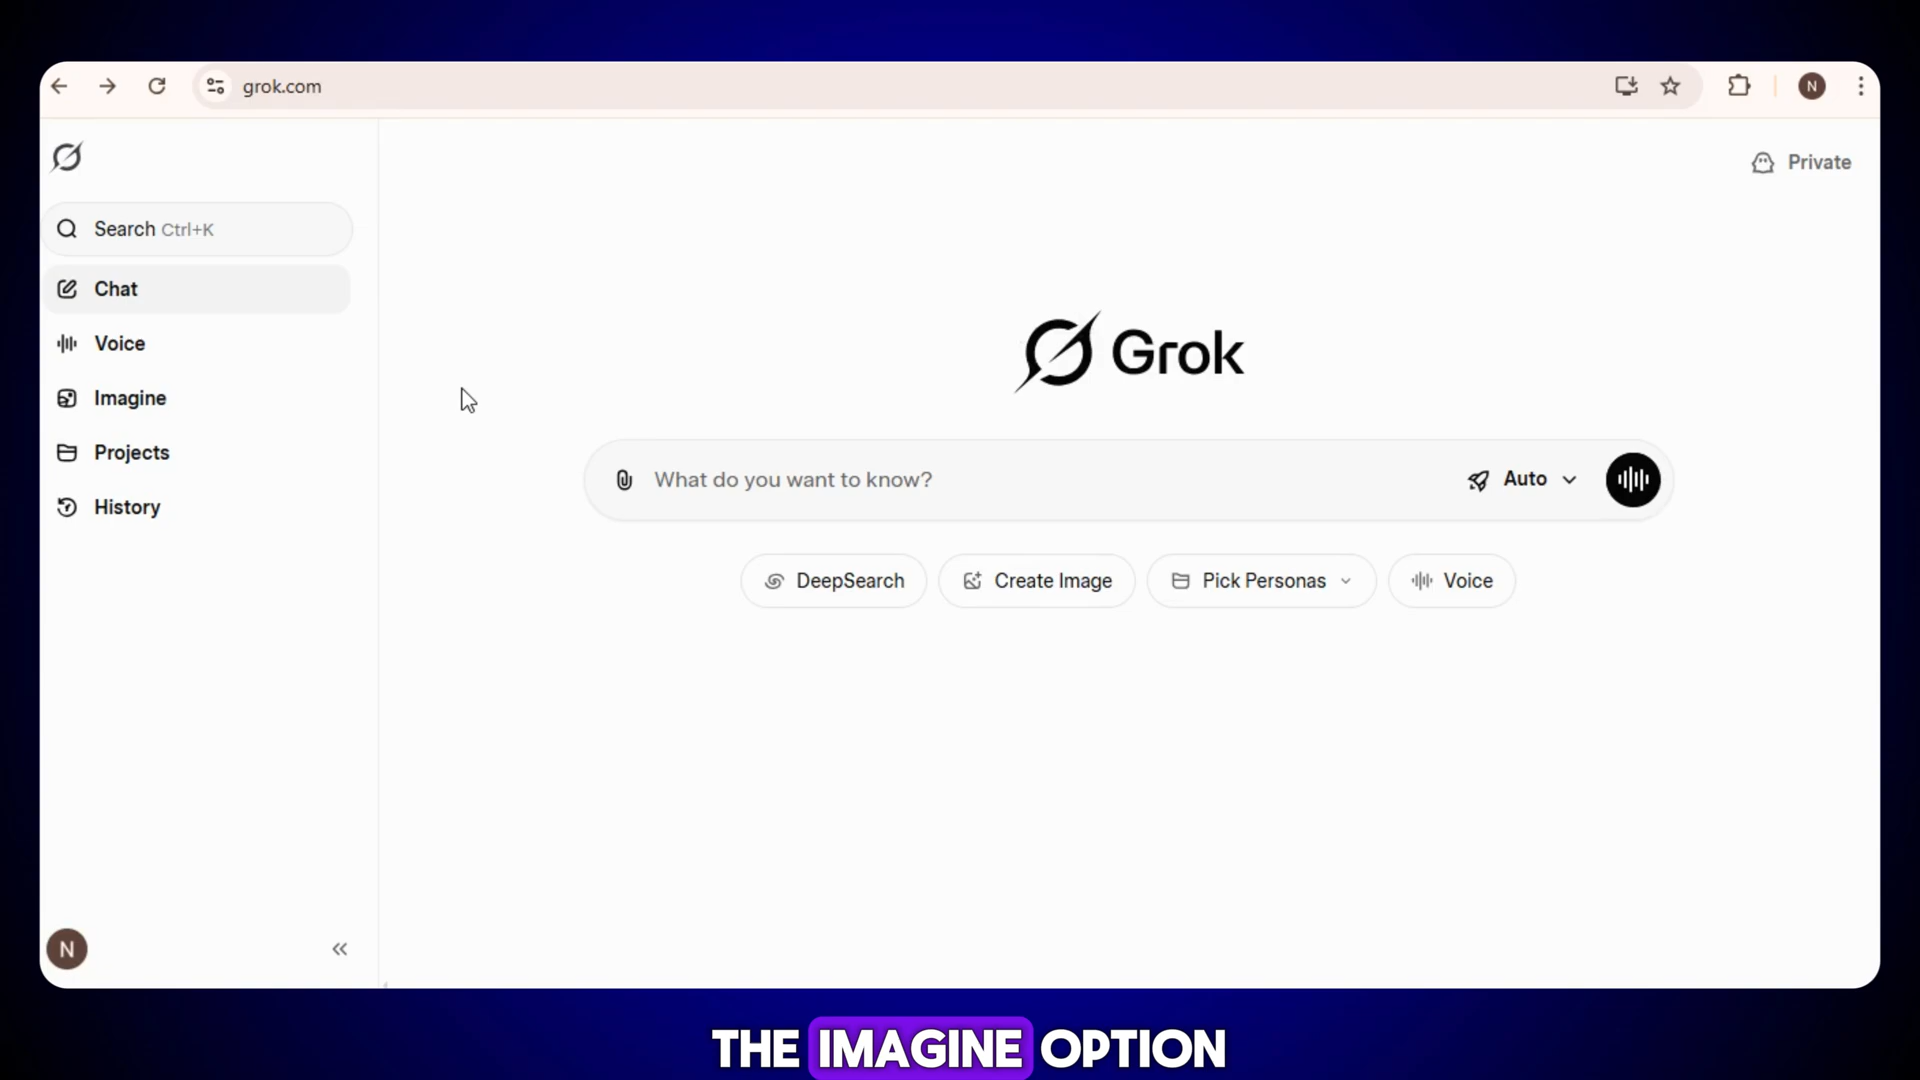 grok.com
N
Private
Search Ctrl+K
Chat
Voice
Imagine
Projects
History
Grok
What do you want to know?
Auto
DeepSearch
Create Image
Pick Personas
Voice
N
THE IMAGINE OPTION